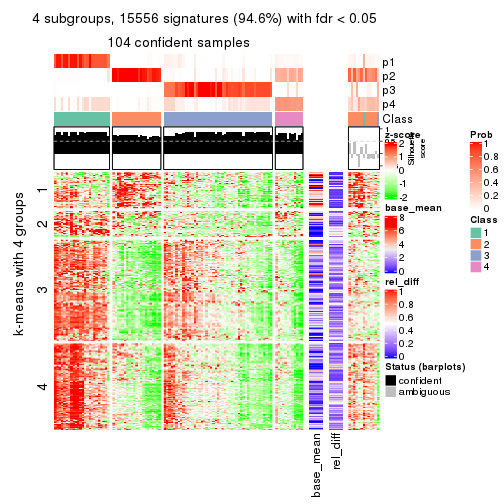 4 subgroups, 15556 signatures (94.6%) with fdr < 0.05
104 confident samples
p1
p2
p3
p4
Class
1
Silhouette
score
k-means with 4 groups
1
2
3
4
base_mean
rel_diff
z-score
2
1
0
-1
-2
base_mean
8
6
4
2
0
rel_diff
1
0.8
0.6
0.4
0.2
0
Status (barplots)
confident
ambiguous
Prob
1
0.8
0.6
0.4
0.2
0
Class
1
2
3
4